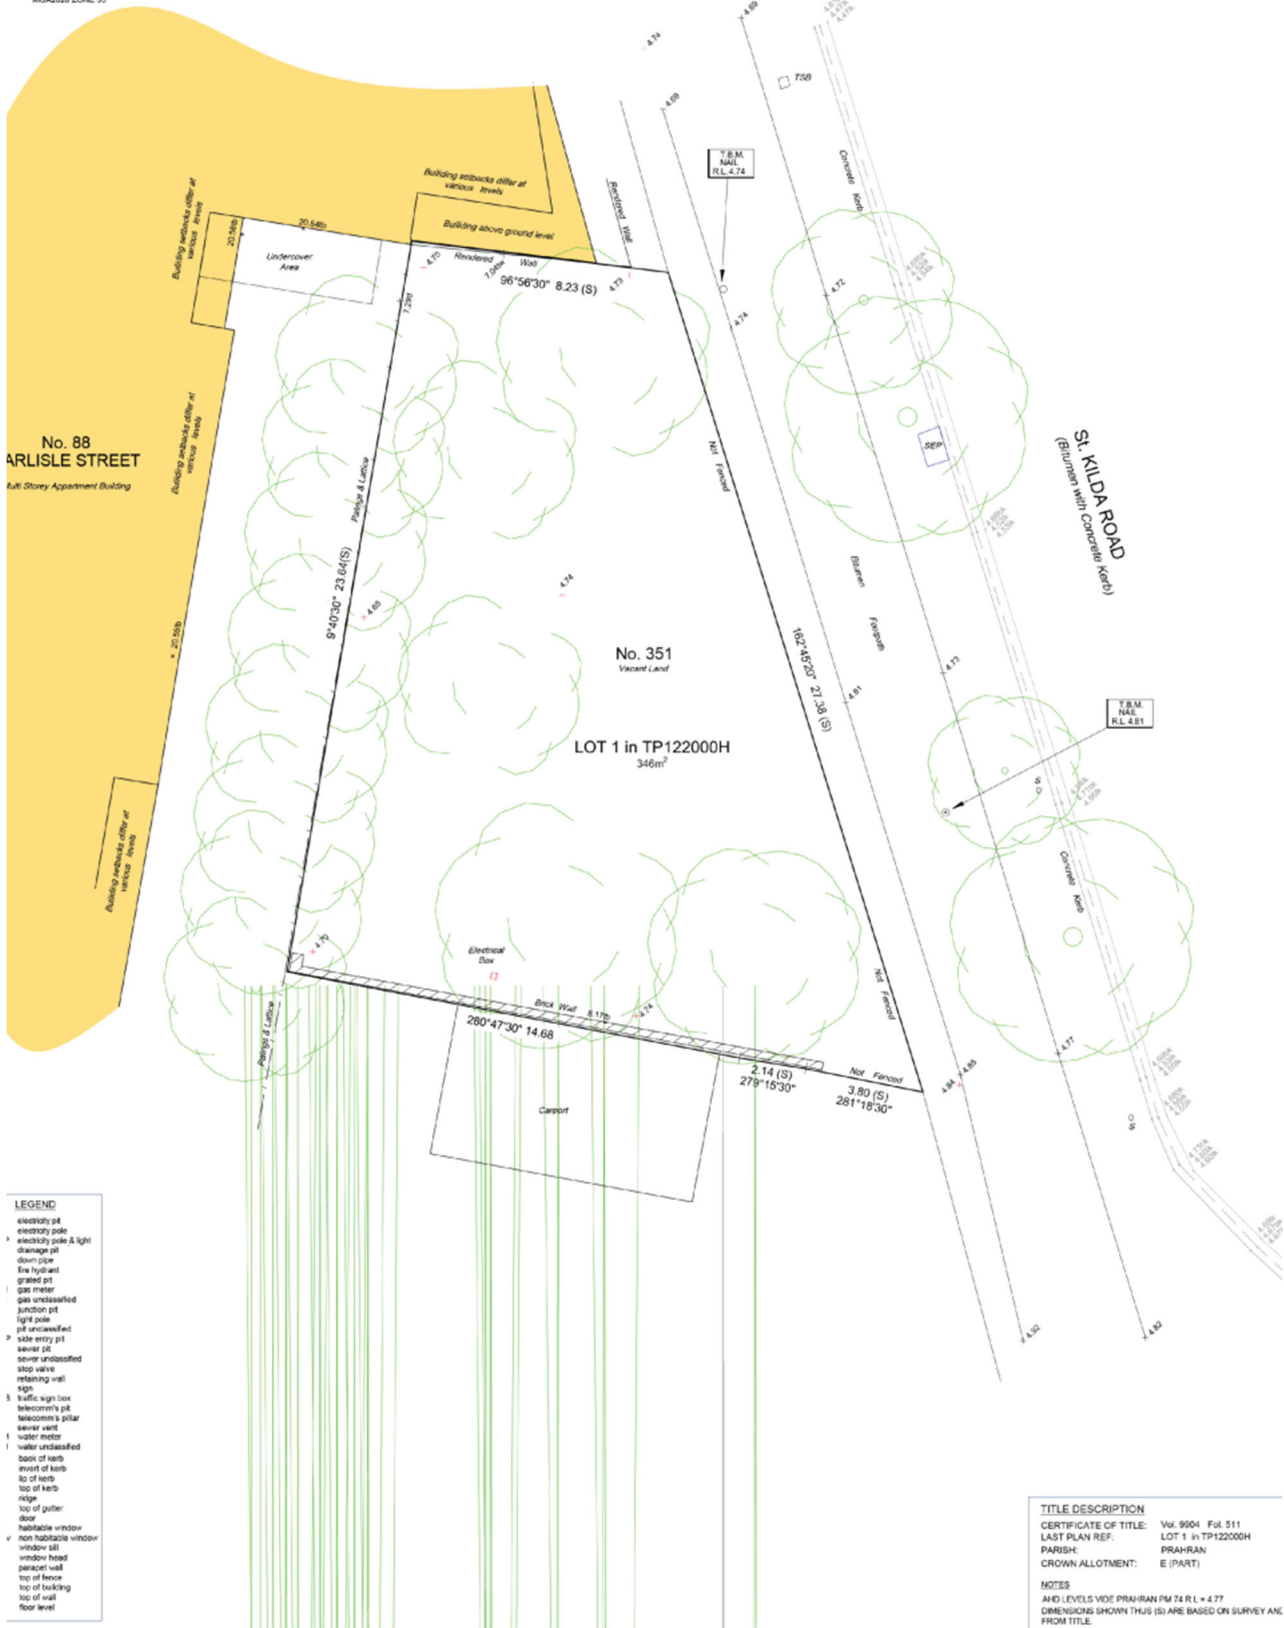 MGA2020 ZONE 55
4.89
4.74
TSB
4.89
T.B.M.
NAIL
R.L.4.74
Concrete Kerb
Building setbacks differ at
various levels
Building setbacks differ at
various levels
Rendered Wall
20.54tb
20.56tb
Building above ground level
Undercover
Area
4.70
Rendered Wall
96°56'30" 8.23 (S)
4.73
4.72
4.74
Building setbacks differ at
various levels
No. 88
ARLISLE STREET
Multi Storey Appartment Building
Palings & Lattice
Not Fenced
SEP
St. KILDA ROAD
(Bitumen with Concrete Kerb)
9°40'30" 23.64(S)
4.65
4.74
Bitumen Footpath
20.55tb
No. 351
Vacant Land
162°45'20" 27.38 (S)
4.81
4.73
T.B.M.
NAIL
R.L. 4.81
LOT 1 in TP122000H
346m²
S
Building setbacks differ at
various levels
Concrete Kerb
4.70
Electrical
Box
Not Fenced
Brick Wall
4.74
280°47'30" 14.68
Palings & Lattice
4.77
2.14 (S)
279°15'30"
Not Fenced
3.80 (S)
281°18'30"
4.84
4.85
Carport
S
4.92
4.82
LEGEND
electricity pit
electricity pole
electricity pole & light
drainage pit
down pipe
fire hydrant
grated pit
gas meter
gas unclassified
junction pit
light pole
pit unclassified
side entry pit
sewer pit
sewer unclassified
stop valve
retaining wall
sign
traffic sign box
telecomm's pit
telecomm's pillar
sewer vent
water meter
water unclassified
back of kerb
invert of kerb
lip of kerb
top of kerb
ridge
top of gutter
door
habitable window
non habitable window
window sill
window head
parapet wall
top of fence
top of building
top of wall
floor level
TITLE DESCRIPTION
CERTIFICATE OF TITLE: Vol. 9904 Fol. 511
LAST PLAN REF: LOT 1 in TP122000H
PARISH: PRAHRAN
CROWN ALLOTMENT: E (PART)
NOTES
AHD LEVELS VIDE PRAHRAN PM 74 R.L = 4.77
DIMENSIONS SHOWN THUS (S) ARE BASED ON SURVEY AND
FROM TITLE.